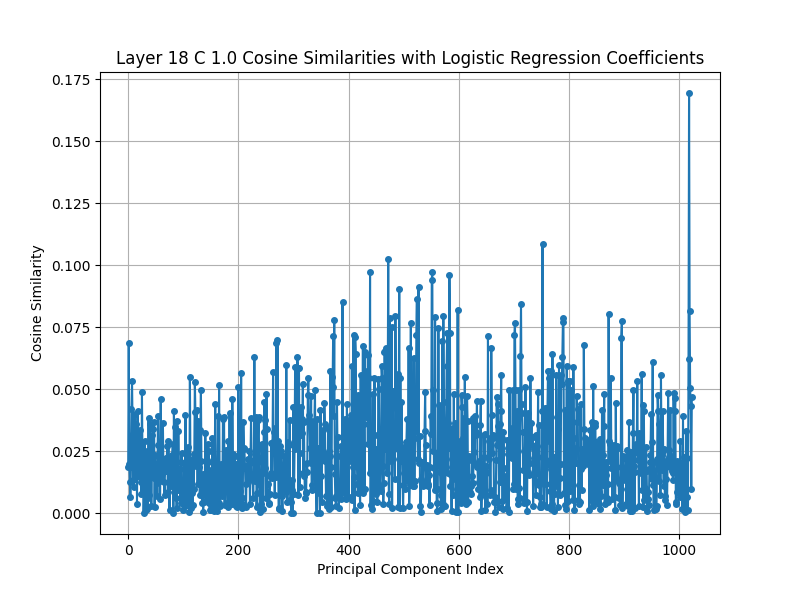 Layer 18 C 1.0 Cosine Similarities with Logistic Regression Coefficients
0.175
0.150
0.125
0.100
0.075
0.050
0.025
0.000
Cosine Similarity
0 200 400 600 800 1000
Principal Component Index